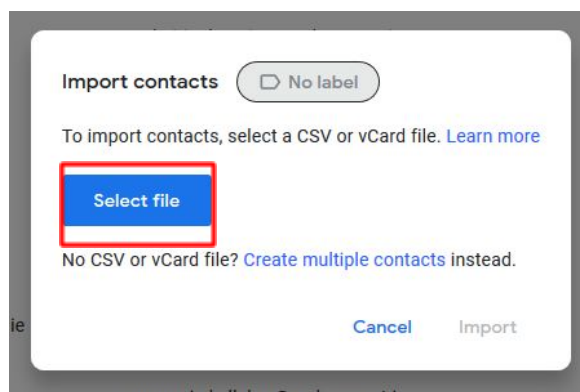 Import contacts No label
To import contacts, select a CSV or vCard file. Learn more
Select file
No CSV or vCard file? Create multiple contacts instead.
ie
Cancel Import